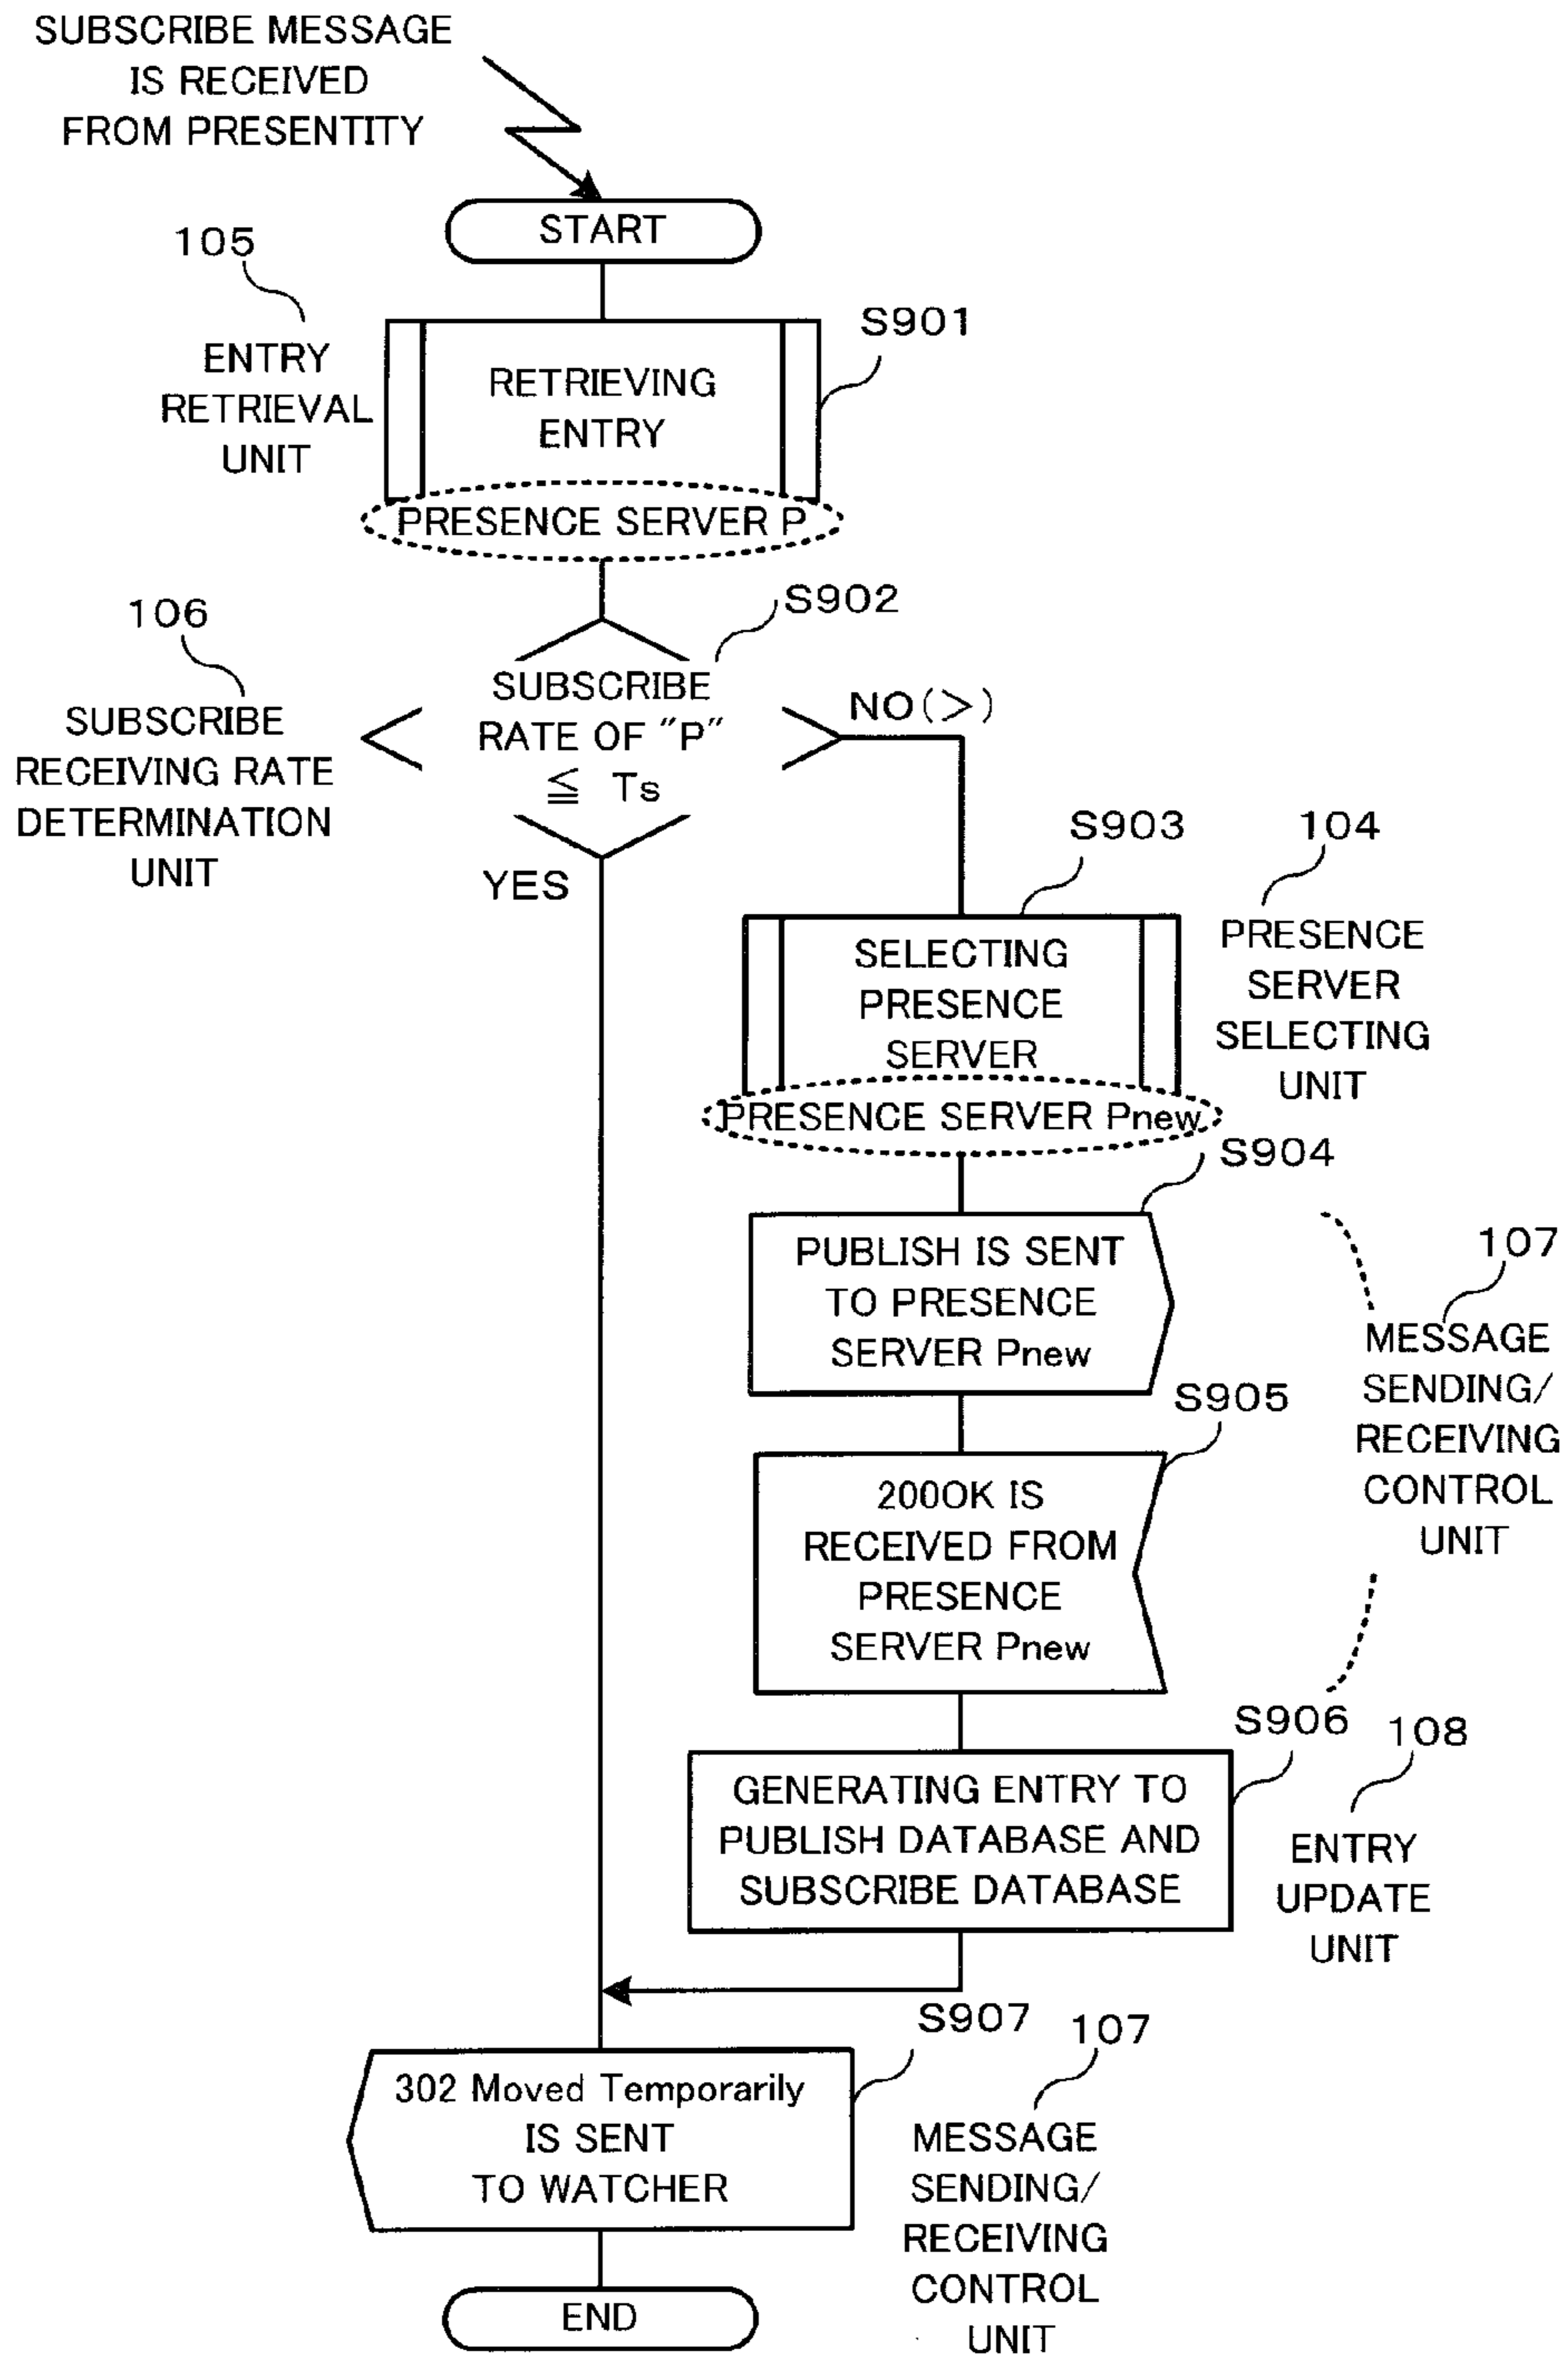 SUBSCRIBE MESSAGE
IS RECEIVED
FROM PRESENTITY
START
105
ENTRY
RETRIEVAL
UNIT
S901
RETRIEVING
ENTRY
PRESENCE SERVER P
106
SUBSCRIBE
RECEIVING RATE
DETERMINATION
UNIT
S902
SUBSCRIBE
RATE OF "P"
≦ Ts
NO(>)
YES
S903
104
PRESENCE
SERVER
SELECTING
UNIT
SELECTING
PRESENCE
SERVER
PRESENCE SERVER Pnew
S904
PUBLISH IS SENT
TO PRESENCE
SERVER Pnew
107
MESSAGE
SENDING/
RECEIVING
CONTROL
UNIT
S905
200OK IS
RECEIVED FROM
PRESENCE
SERVER Pnew
S906
108
GENERATING ENTRY TO
PUBLISH DATABASE AND
SUBSCRIBE DATABASE
ENTRY
UPDATE
UNIT
S907
107
302 Moved Temporarily
IS SENT
TO WATCHER
MESSAGE
SENDING/
RECEIVING
CONTROL
UNIT
END